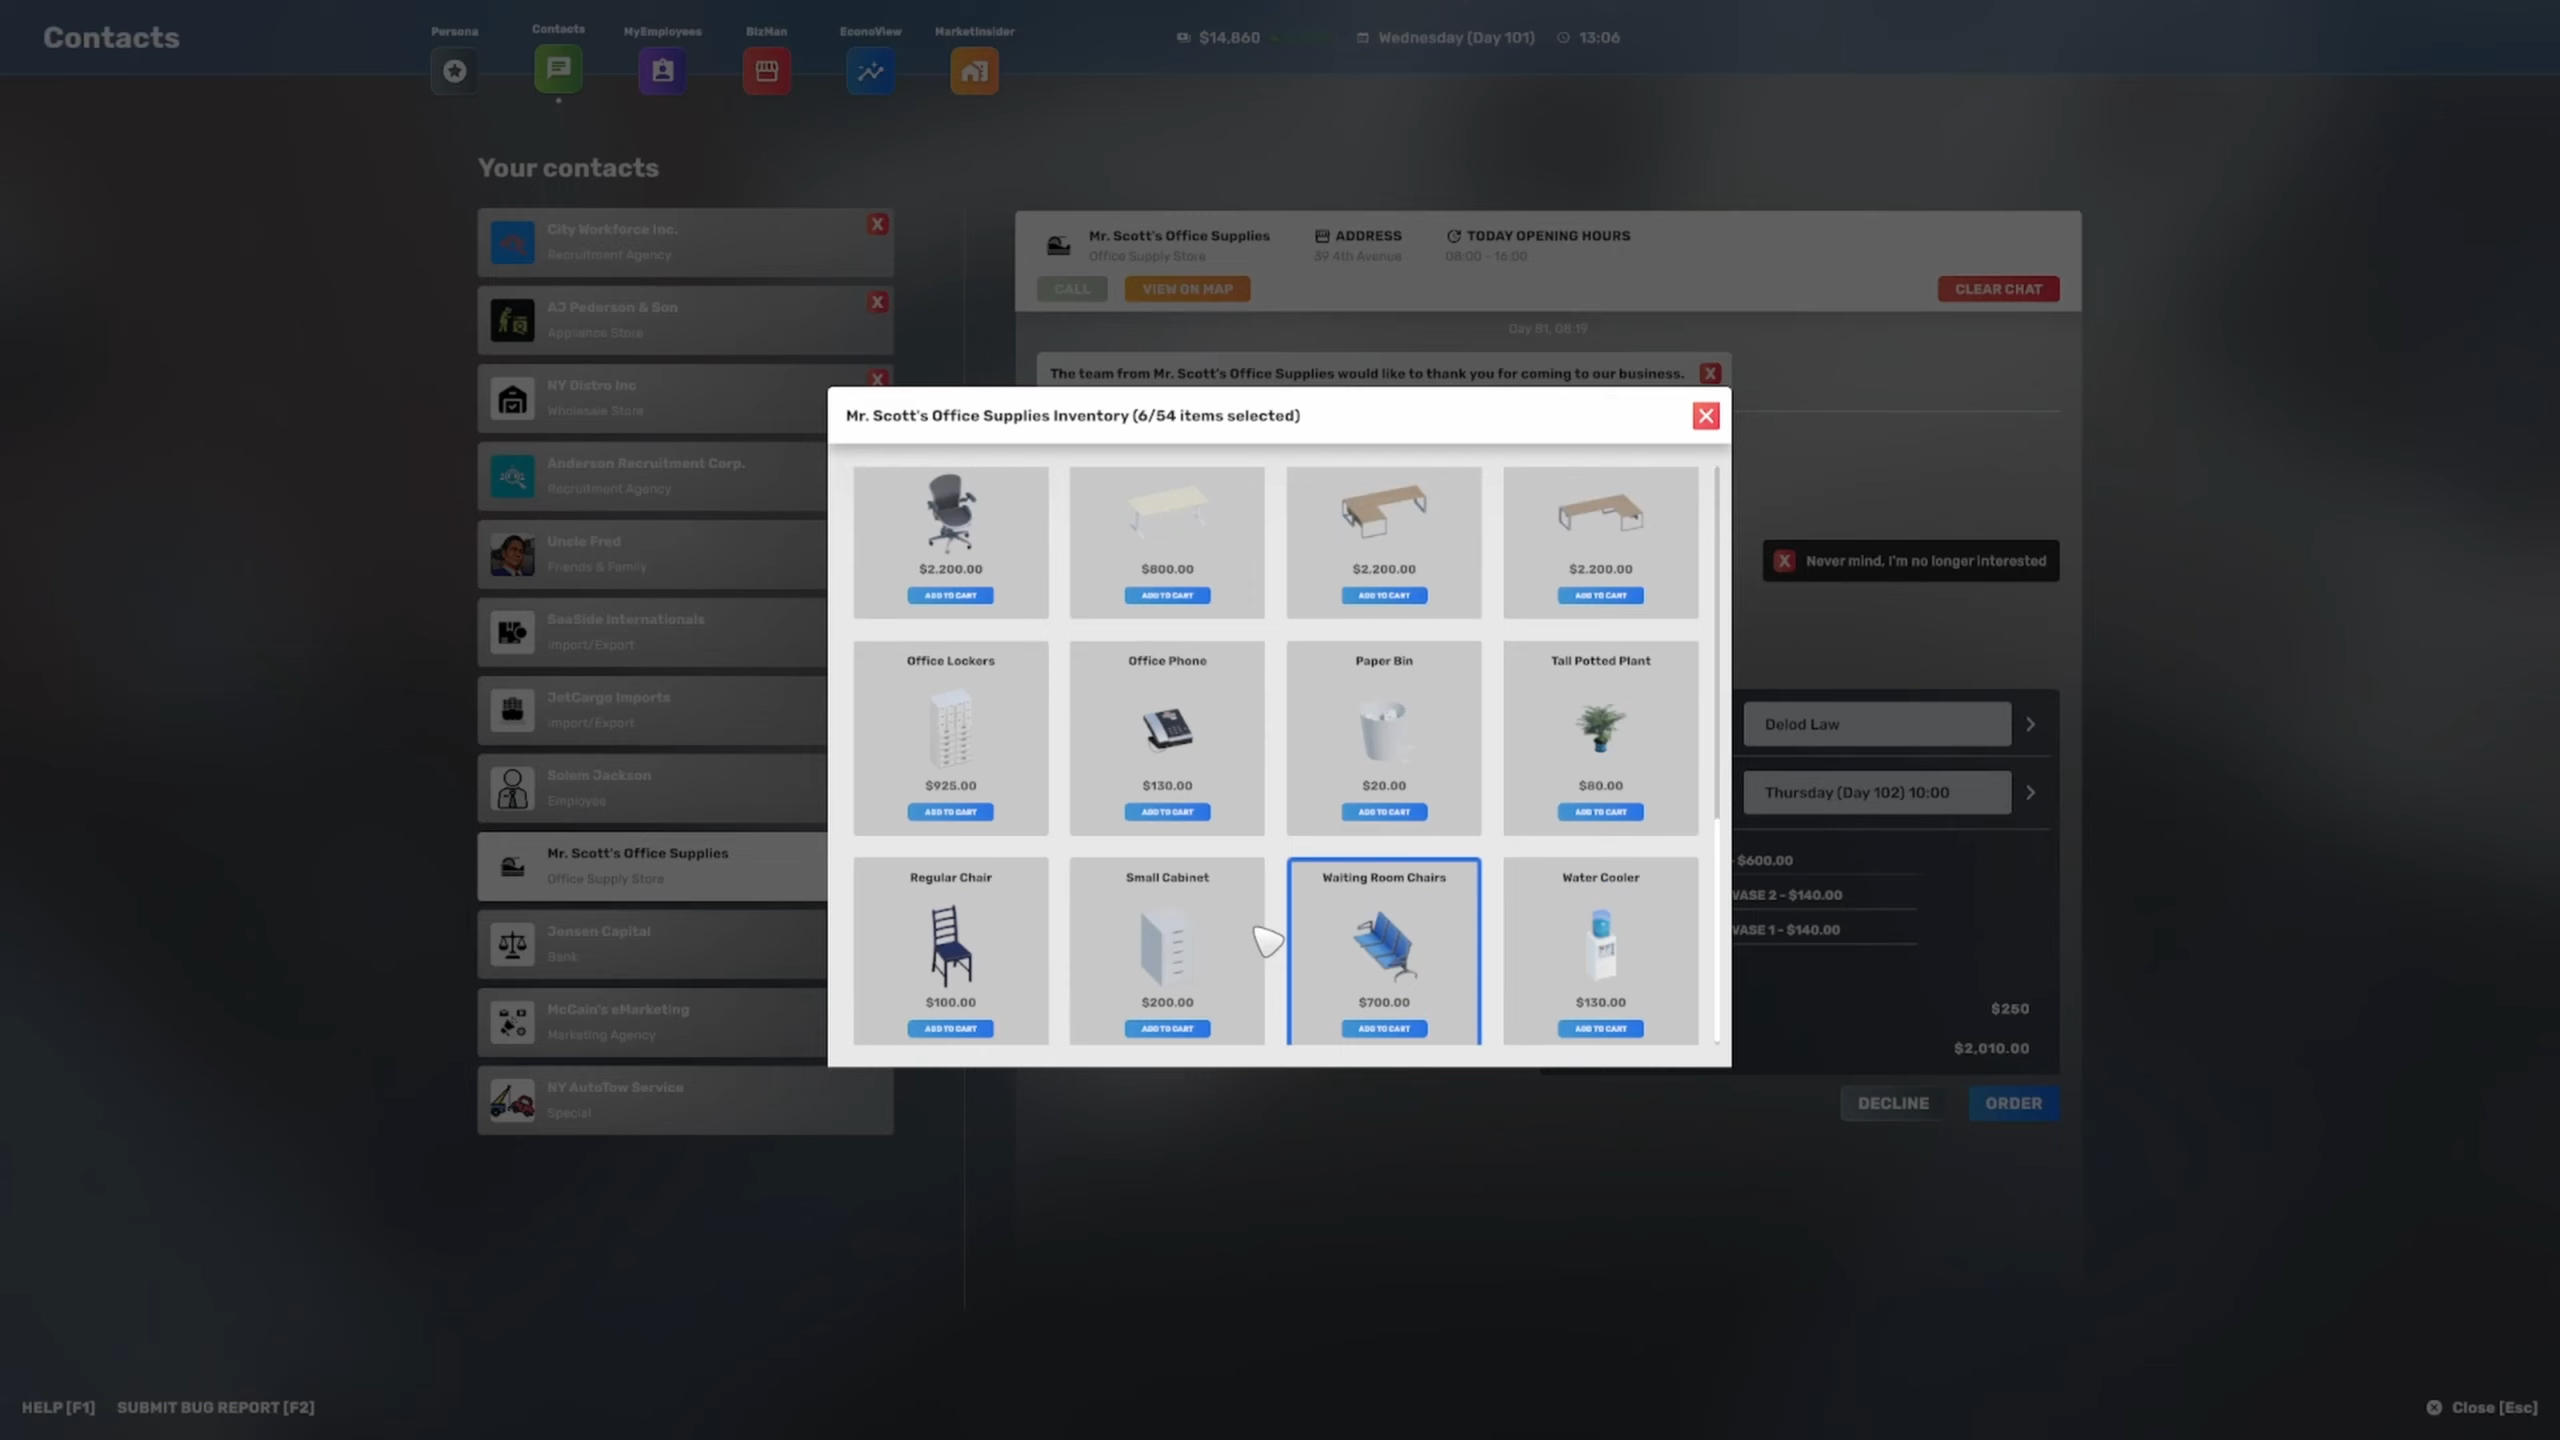 Contacts
Persona
Contacts
MyEmployees
BizMan
EconoView
MarketInsider
$14,860
Wednesday (Day 101)
13:06
Your contacts
City Workforce Inc.
Recruitment Agency
AJ Pederson & Son
Appliance Store
NY Distro Inc
Wholesale Store
Anderson Recruitment Corp.
Recruitment Agency
Uncle Fred
Friends & Family
SaaSide Internationals
Import/Export
JetCargo Imports
Import/Export
Solem Jackson
Employee
Mr. Scott's Office Supplies
Office Supply Store
Jensen Capital
Bank
McCain's eMarketing
Marketing Agency
NY AutoTow Service
Special
Mr. Scott's Office Supplies
Office Supply Store
ADDRESS
39 4th Avenue
TODAY OPENING HOURS
08:00 - 16:00
CALL
VIEW ON MAP
CLEAR CHAT
Day 81, 08:19
The team from Mr. Scott's Office Supplies would like to thank you for coming to our business.
Mr. Scott's Office Supplies Inventory (6/54 items selected)
$2,200.00
ADD TO CART
$800.00
ADD TO CART
$2,200.00
ADD TO CART
$2,200.00
ADD TO CART
Office Lockers
$925.00
ADD TO CART
Office Phone
$130.00
ADD TO CART
Paper Bin
$20.00
ADD TO CART
Tall Potted Plant
$80.00
ADD TO CART
Regular Chair
$100.00
ADD TO CART
Small Cabinet
$200.00
ADD TO CART
Waiting Room Chairs
$700.00
ADD TO CART
Water Cooler
$130.00
ADD TO CART
Never mind, I'm no longer interested
Delod Law
Thursday (Day 102) 10:00
- $600.00
VASE 2 - $140.00
VASE 1 - $140.00
$250
$2,010.00
DECLINE
ORDER
HELP [F1]
SUBMIT BUG REPORT [F2]
Close [Esc]